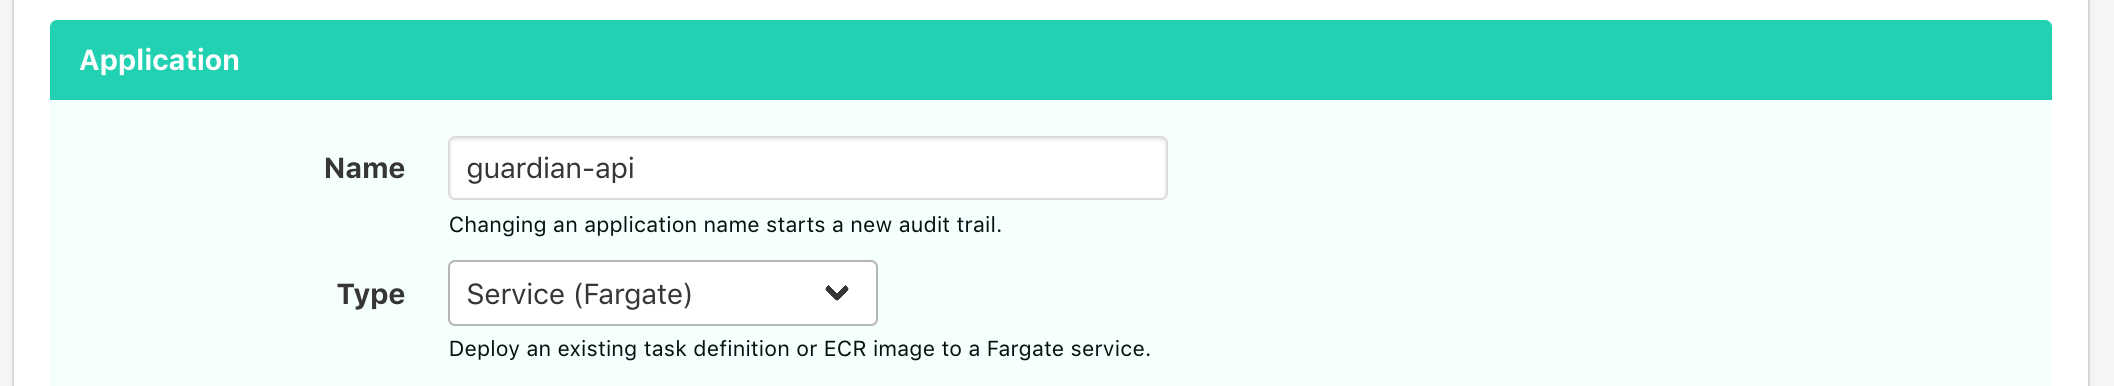 Application
Name
guardian-api
Changing an application name starts a new audit trail.
Type
Service (Fargate)
Deploy an existing task definition or ECR image to a Fargate service.